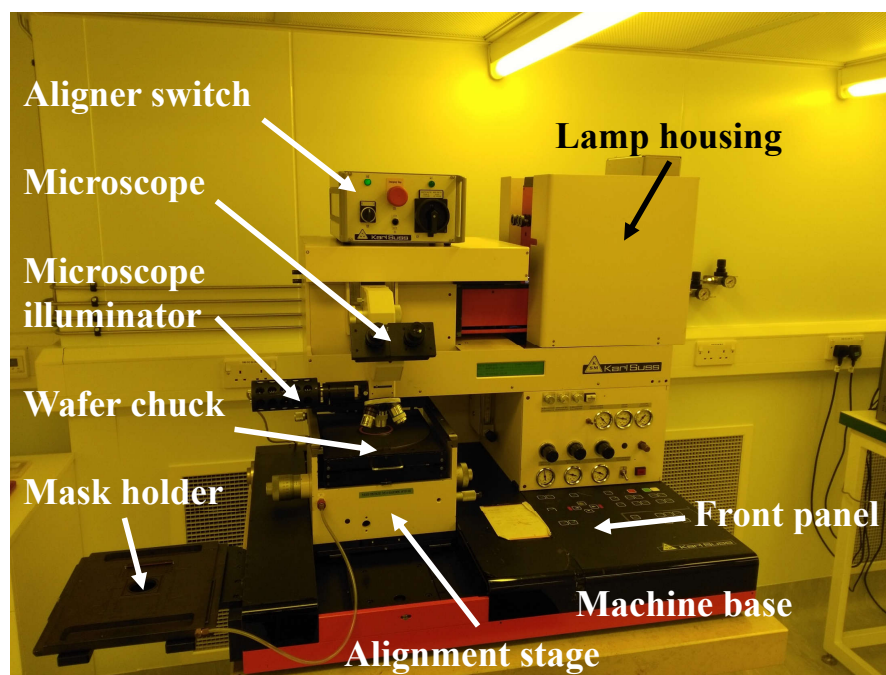 Aligner switch
Lamp housing
Microscope
Microscope
illuminator
Karl Suss
Karl Suss
Wafer chuck
Mask holder
Front panel
Karl Suss
Machine base
Alignment stage